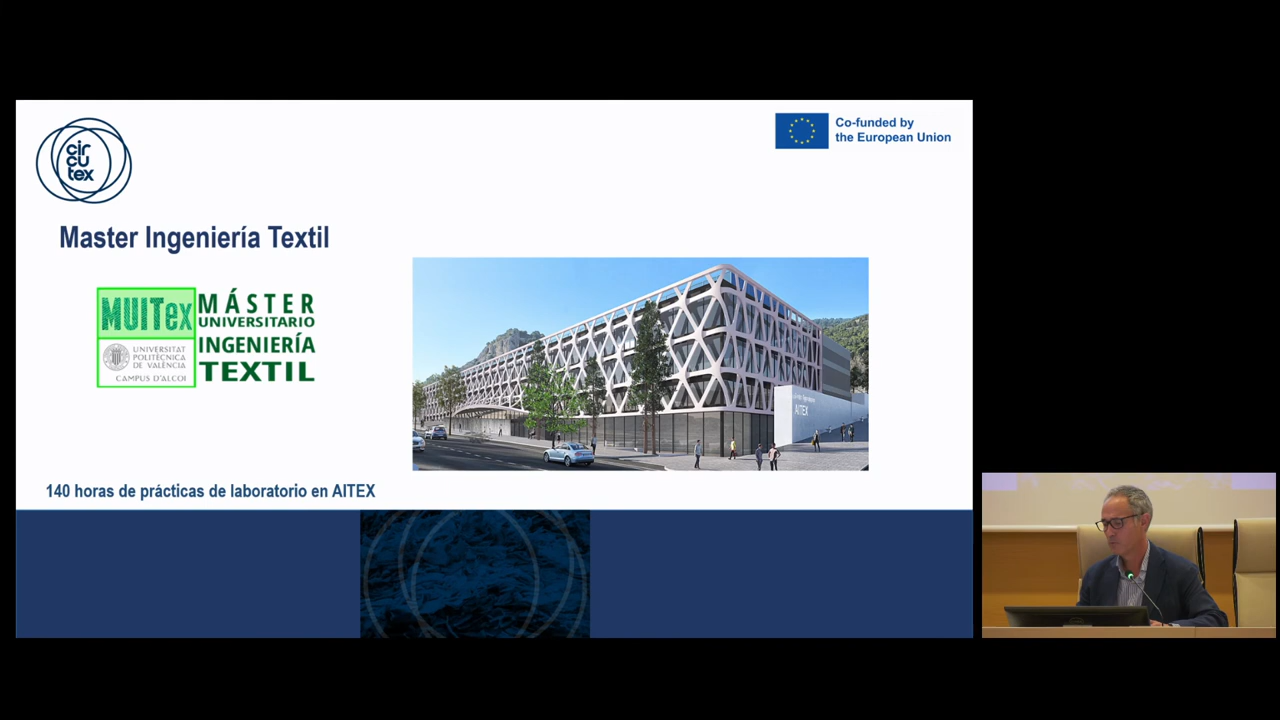 cir
cu
tex
Co-funded by
the European Union
Master Ingeniería Textil
MUITex
MÁSTER
UNIVERSITARIO
INGENIERÍA
TEXTIL
UNIVERSITAT
POLITÈCNICA
DE VALÈNCIA
CAMPUS D'ALCOI
AITEX
140 horas de prácticas de laboratorio en AITEX